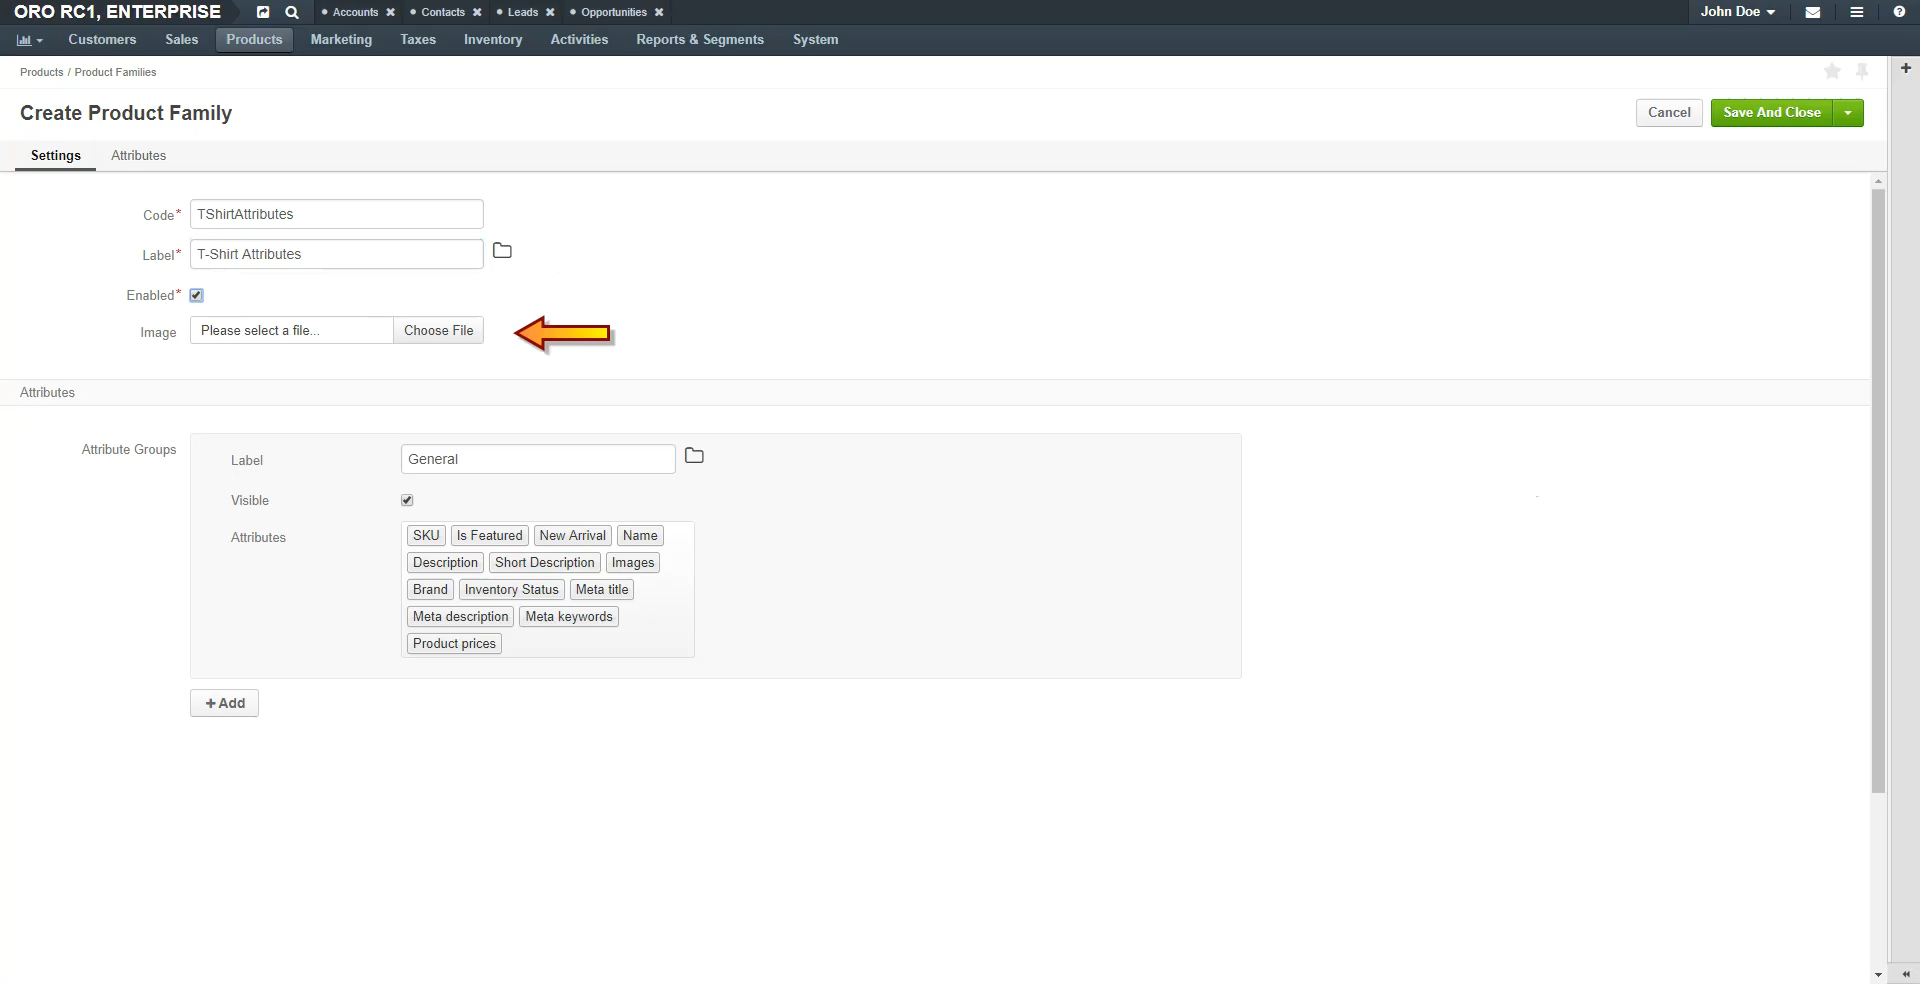 ORO RC1, ENTERPRISE Accounts Contacts Leads Opportunities John Doe
Customers Sales Products Marketing Taxes Inventory Activities Reports & Segments System
Products / Product Families
Create Product Family Cancel Save And Close
Settings Attributes
Code* TShirtAttributes
Label* T-Shirt Attributes
Enabled*
Image Please select a file... Choose File
Attributes
Attribute Groups
Label General
Visible
Attributes SKU Is Featured New Arrival Name
Description Short Description Images
Brand Inventory Status Meta title
Meta description Meta keywords
Product prices
+ Add